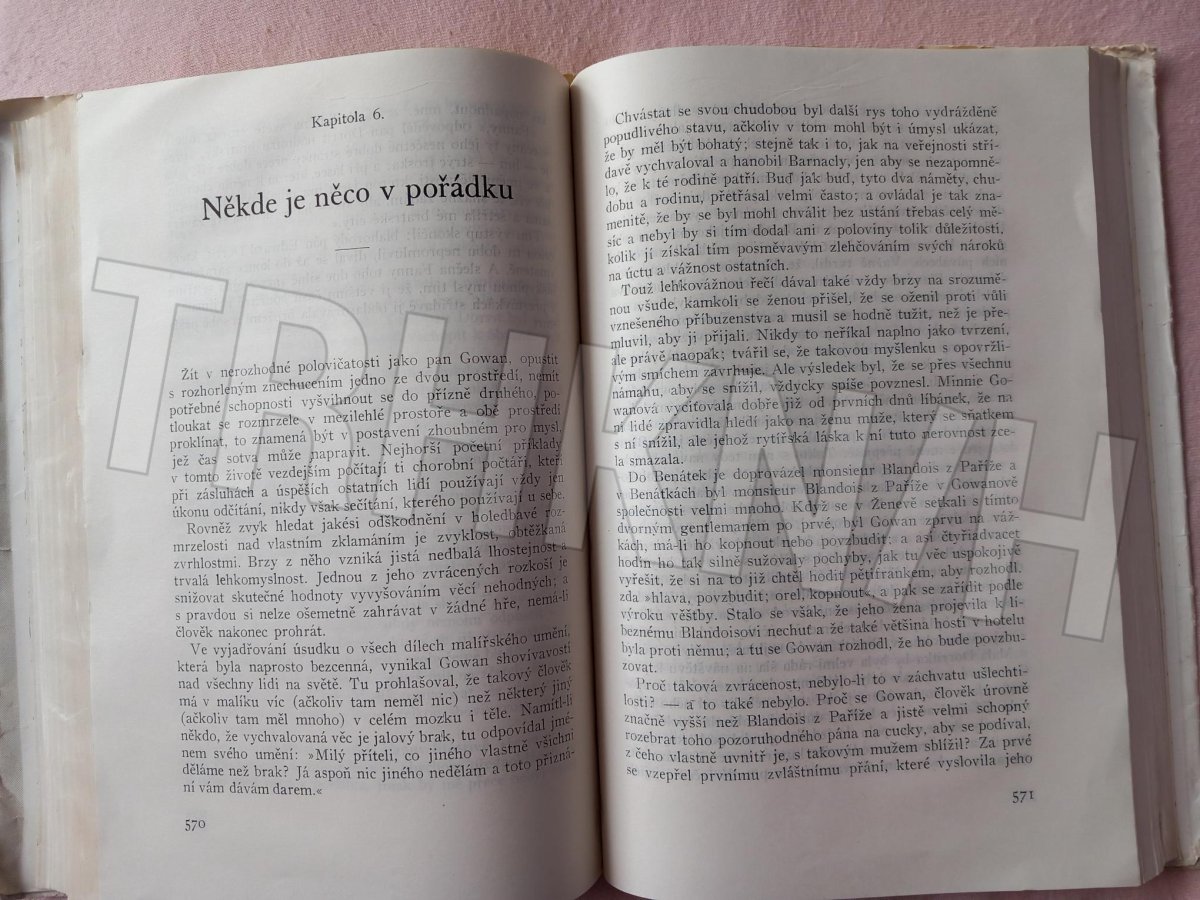 Kapitola 6.
Někde je něco v pořádku
Žít v nerozhodné polovičatosti jako pan Gowan, opustit
s rozhorleným znechucením jedno ze dvou prostředí, nemít
potřebné schopnosti vyšvihnout se do přízně druhého, po-
tloukat se rozmrzele v mezilehlé prostoře a obě prostředí
proklínat, to znamená být v postavení zhoubném pro mysl,
jež čas sotva může napravit. Nejhorší početní příklady
v tomto životě vezdejším počítají ti chorobní počtáři, kteří
při zásluhách a úspěších ostatních lidí používají vždy jen
úkonu odčítání, nikdy však sečítání, kterého používají u sebe.
Rovněž zvyk hledat jakési odškodnění v holedbavé roz-
mrzelosti nad vlastním zklamáním je zvyklost, obtěžkaná
zvrhlostmi. Brzy z něho vzniká jistá nedbalá lhostejnost a
trvalá lehkomyslnost. Jednou z jeho zvrácených rozkoší je
snižovat skutečné hodnoty vyvyšováním věcí nehodných; a
s pravdou si nelze ošemetně zahrávat v žádné hře, nemá-li
člověk nakonec prohrát.
Ve vyjadřování úsudku o všech dílech malířského umění,
která byla naprosto bezcenná, vynikal Gowan shovívavostí
nad všechny lidi na světě. Tu prohlašoval, že takový člověk
má v malíku víc (ačkoliv tam neměl nic) než některý jiný
(ačkoliv tam měl mnoho) v celém mozku i těle. Namítl-li
někdo, že vychvalovaná věc je jalový brak, tu odpovídal jmé-
nem svého umění: »Milý příteli, co jiného vlastně všichni
děláme než brak? Já aspoň nic jiného nedělám a toto přizná-
ní vám dávám darem.«
570
Chvástat se svou chudobou byl další rys toho vydrážděně
popudlivého stavu, ačkoliv v tom mohl být i úmysl ukázat,
že by měl být bohatý; stejně tak i to, jak na veřejnosti stří-
davě vychvaloval a hanobil Barnacly, jen aby se nezapomně-
lo, že k té rodině patří. Buď jak buď, tyto dva náměty, chu-
dobu a rodinu, přetřásal velmi často; a ovládal je tak zna-
menitě, že by se byl mohl chválit bez ustání třebas celý mě-
síc a nebyl by si tím dodal ani z poloviny tolik důležitosti,
kolik jí získal tím posměvavým zlehčováním svých nároků
na úctu a vážnost ostatních.
Touž lehkovážnou řečí dával také vždy brzy na srozumě-
nou všude, kamkoli se ženou přišel, že se oženil proti vůli
vznešeného příbuzenstva a musil se hodně tužit, než je pře-
mluvil, aby ji přijali. Nikdy to neříkal naplno jako tvrzení,
ale právě naopak; tvářil se, že takovou myšlenku s opovržli-
vým smíchem zavrhuje. Ale výsledek byl, že se přes všechnu
námahu, aby se snížil, vždycky spíše povznesl. Minnie Go-
wanová vyciťovala dobře již od prvních dnů líbánek, že na
ni lidé zpravidla hledí jako na ženu muže, který se sňatkem
s ní snížil, ale jehož rytířská láska k ní tuto nerovnost zce-
la smazala.
Do Benátek je doprovázel monsieur Blandois z Paříže a
v Benátkách byl monsieur Blandois z Paříže v Gowanově
společnosti velmi mnoho. Když se v Ženevě setkali s tímto
dvorným gentlemanem po prvé, byl Gowan zprvu na váž-
kách, má-li ho kopnout nebo povzbudit; a asi čtyřiadvacet
hodin ho tak silně sužovaly pochyby, jak tu věc uspokojivě
vyřešit, že si na to již chtěl hodit pětifrankem, aby rozhodl,
zda »hlava, povzbudit; orel, kopnout«, a pak se zařídit podle
výroku věštby. Stalo se však, že jeho žena projevila k lí-
beznému Blandoisovi nechuť a že také většina hostí v hotelu
byla proti němu; a tu se Gowan rozhodl, že ho bude povzbu-
zovat.
Proč taková zvrácenost, nebylo-li to v záchvatu ušlechti-
losti? — a to také nebylo. Proč se Gowan, člověk úrovně
značně vyšší než Blandois z Paříže a jistě velmi schopný
rozebrat toho pozoruhodného pána na cucky, aby se podíval,
z čeho vlastně uvnitř je, s takovým mužem sblížil? Za prvé
se vzepřel prvnímu zvláštnímu přání, které vyslovila jeho
571
TRHKNIH